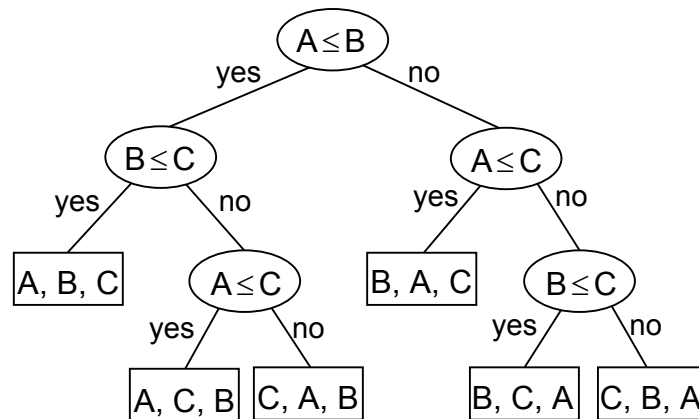 A ≤ B
yes no
B ≤ C A ≤ C
yes no yes no
A, B, C A ≤ C B, A, C B ≤ C
yes no yes no
A, C, B C, A, B B, C, A C, B, A